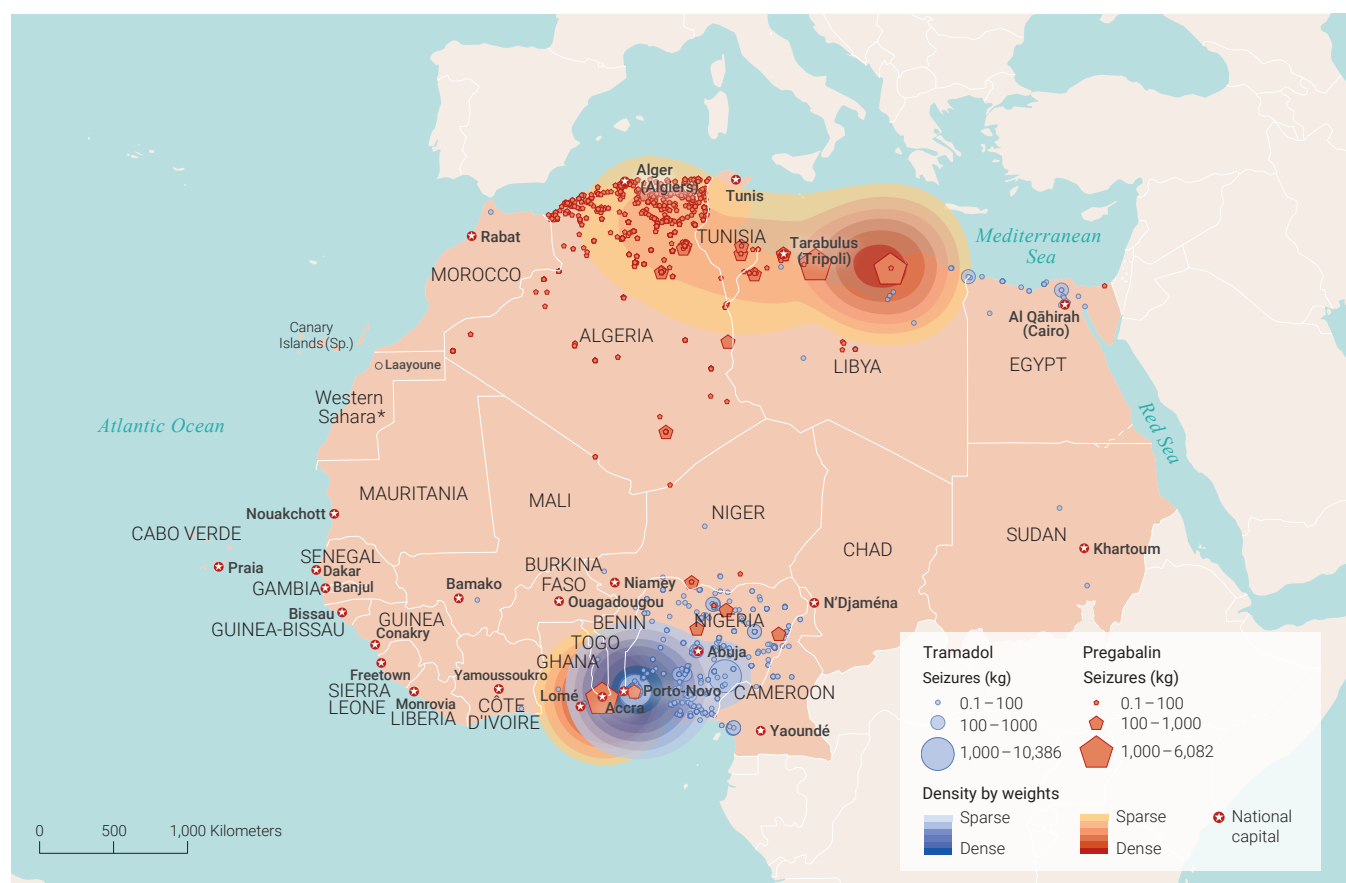 Alger
(Algiers)
Tunis
TUNISIA
Rabat
Tarabulus
(Tripoli)
Mediterranean
Sea
MOROCCO
Al Qāhirah
(Cairo)
Canary
Islands (Sp.)
ALGERIA
LIBYA
EGYPT
Laayoune
Western
Sahara*
Atlantic Ocean
Red Sea
MAURITANIA
MALI
NIGER
Nouakchott
CABO VERDE
SUDAN
CHAD
Khartoum
SENEGAL
Praia
Dakar
BURKINA
FASO
Niamey
GAMBIA
Banjul
Bamako
Ouagadougou
N'Djaména
Bissau
GUINEA-BISSAU
GUINEA
BENIN
NIGERIA
Conakry
TOGO
Abuja
GHANA
Freetown
Yamoussoukro
SIERRA
LEONE
Lomé
Porto-Novo
CAMEROON
Monrovia
LIBERIA
CÔTE
D'IVOIRE
Accra
Yaoundé
Tramadol
Seizures (kg)
0.1–100
100–1000
1,000–10,386
Pregabalin
Seizures (kg)
0.1–100
100–1,000
1,000–6,082
Density by weights
Sparse
Dense
Sparse
Dense
National
capital
0
500
1,000 Kilometers